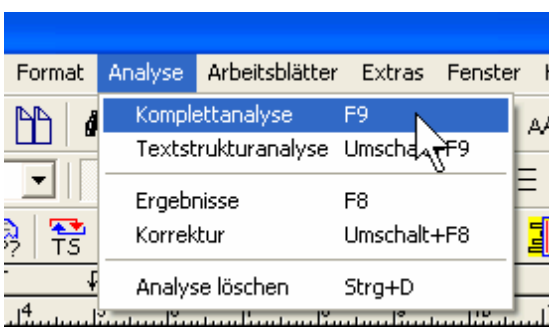 Format Analyse Arbeitsblätter Extras Fenster
Komplettanalyse F9
Textstrukturanalyse Umschalt+F9
Ergebnisse F8
Korrektur Umschalt+F8
TS
Analyse löschen Strg+D